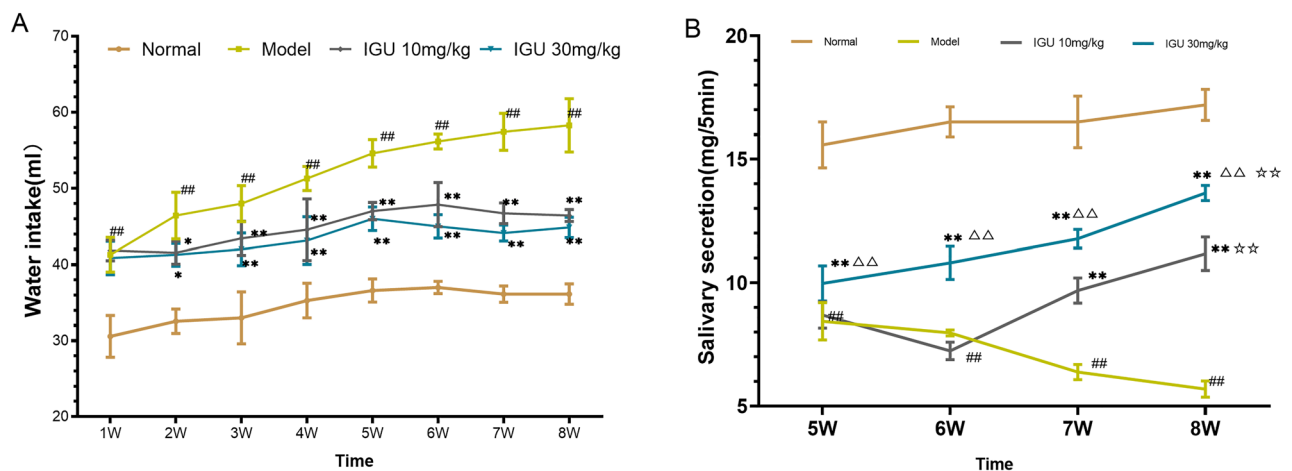 A
Normal Model IGU 10mg/kg IGU 30mg/kg
Water intake(ml)
70
60
50
40
30
20
## ## ## ## ## ## ## ##
* ** ** ** ** ** **
* ** ** ** ** ** **
1W 2W 3W 4W 5W 6W 7W 8W
Time
B
Normal Model IGU 10mg/kg IGU 30mg/kg
Salivary secretion(mg/5min)
20
15
10
5
**△△ ** △△ **△△ ** △△ ☆☆
** **☆☆
## ## ## ##
5W 6W 7W 8W
Time